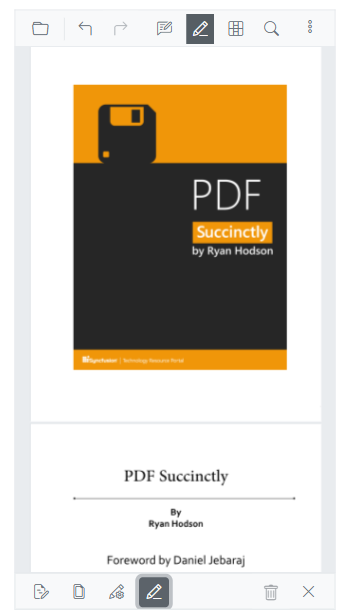 PDF
Succinctly
by Ryan Hodson
Syncfusion | Technology Resource Portal
PDF Succinctly
By
Ryan Hodson
Foreword by Daniel Jebaraj